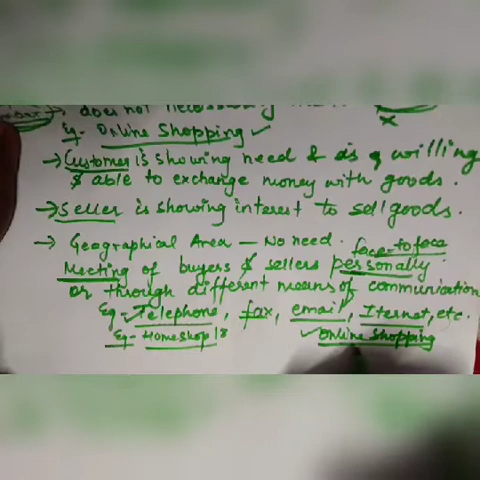 → does not necessarily
Eg- Online Shopping ✓
→ Customer is showing need & is willing
& able to exchange money with goods.
→ Seller is showing interest to sell goods.
→ Geographical Area – No need. face-to-face
Meeting of buyers & sellers personally
or through different means of communication
Eg- Telephone, fax, email, Iternet, etc.
Eg- Homeshop 18 ✓ Online Shopping